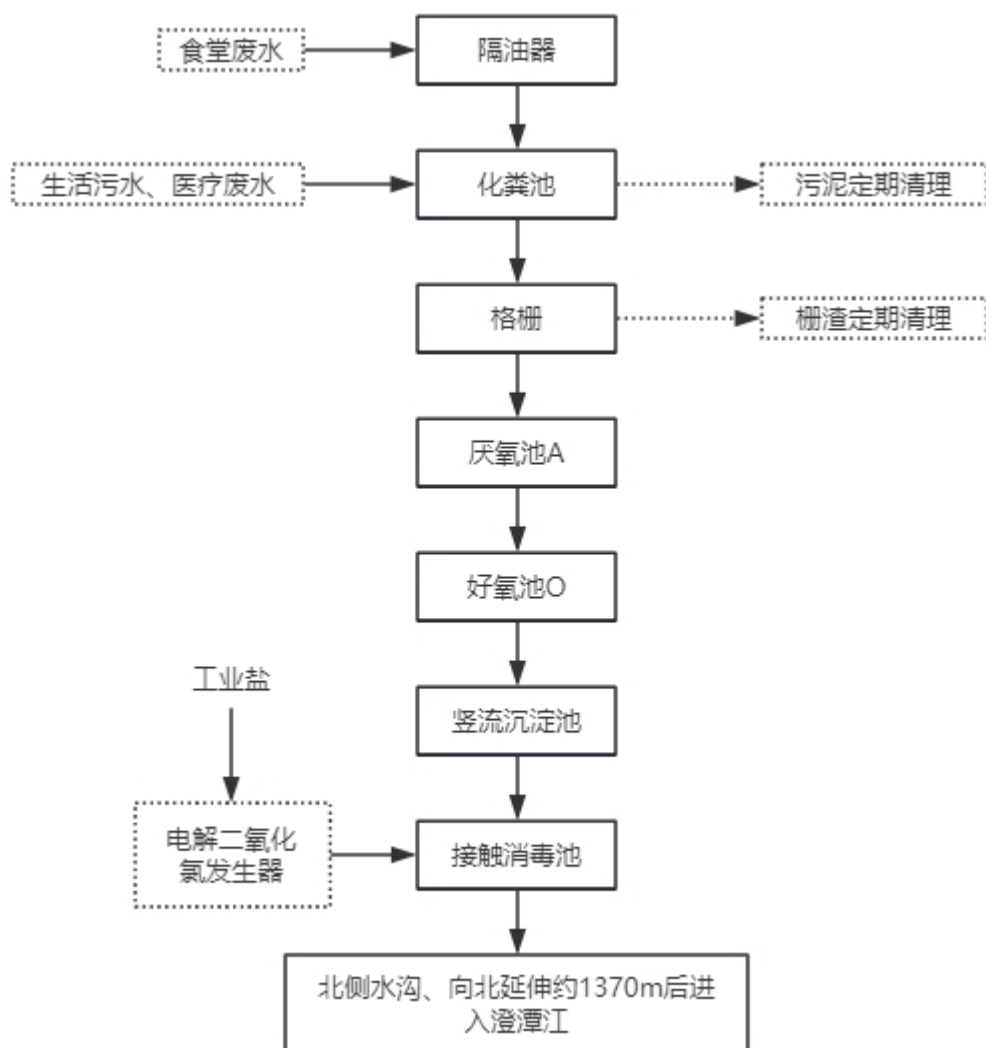 食堂废水
隔油器
生活污水、医疗废水
化粪池
污泥定期清理
格栅
栅渣定期清理
厌氧池A
好氧池O
工业盐
竖流沉淀池
电解二氧化
氯发生器
接触消毒池
北侧水沟、向北延伸约1370m后进
入澄潭江